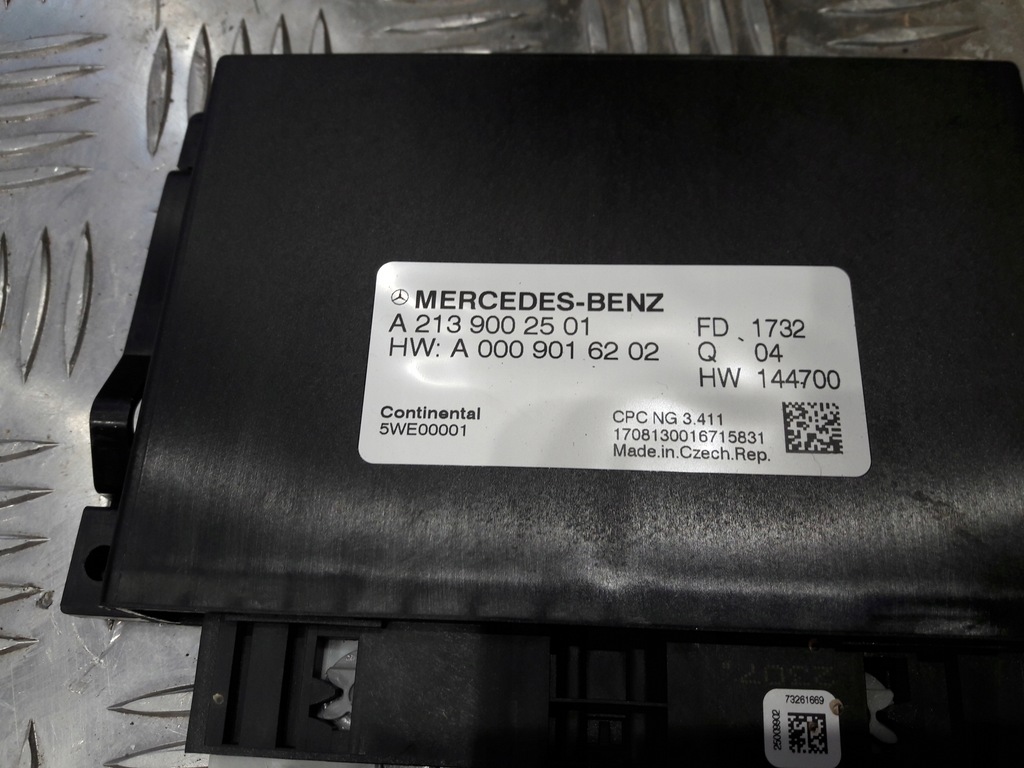 MERCEDES-BENZ
A 213 900 25 01
HW: A 000 901 62 02
FD 1732
Q 04
HW 144700
Continental
5WE00001
CPC NG 3.411
1708130016715831
Made.in.Czech.Rep.
73261669
25009902